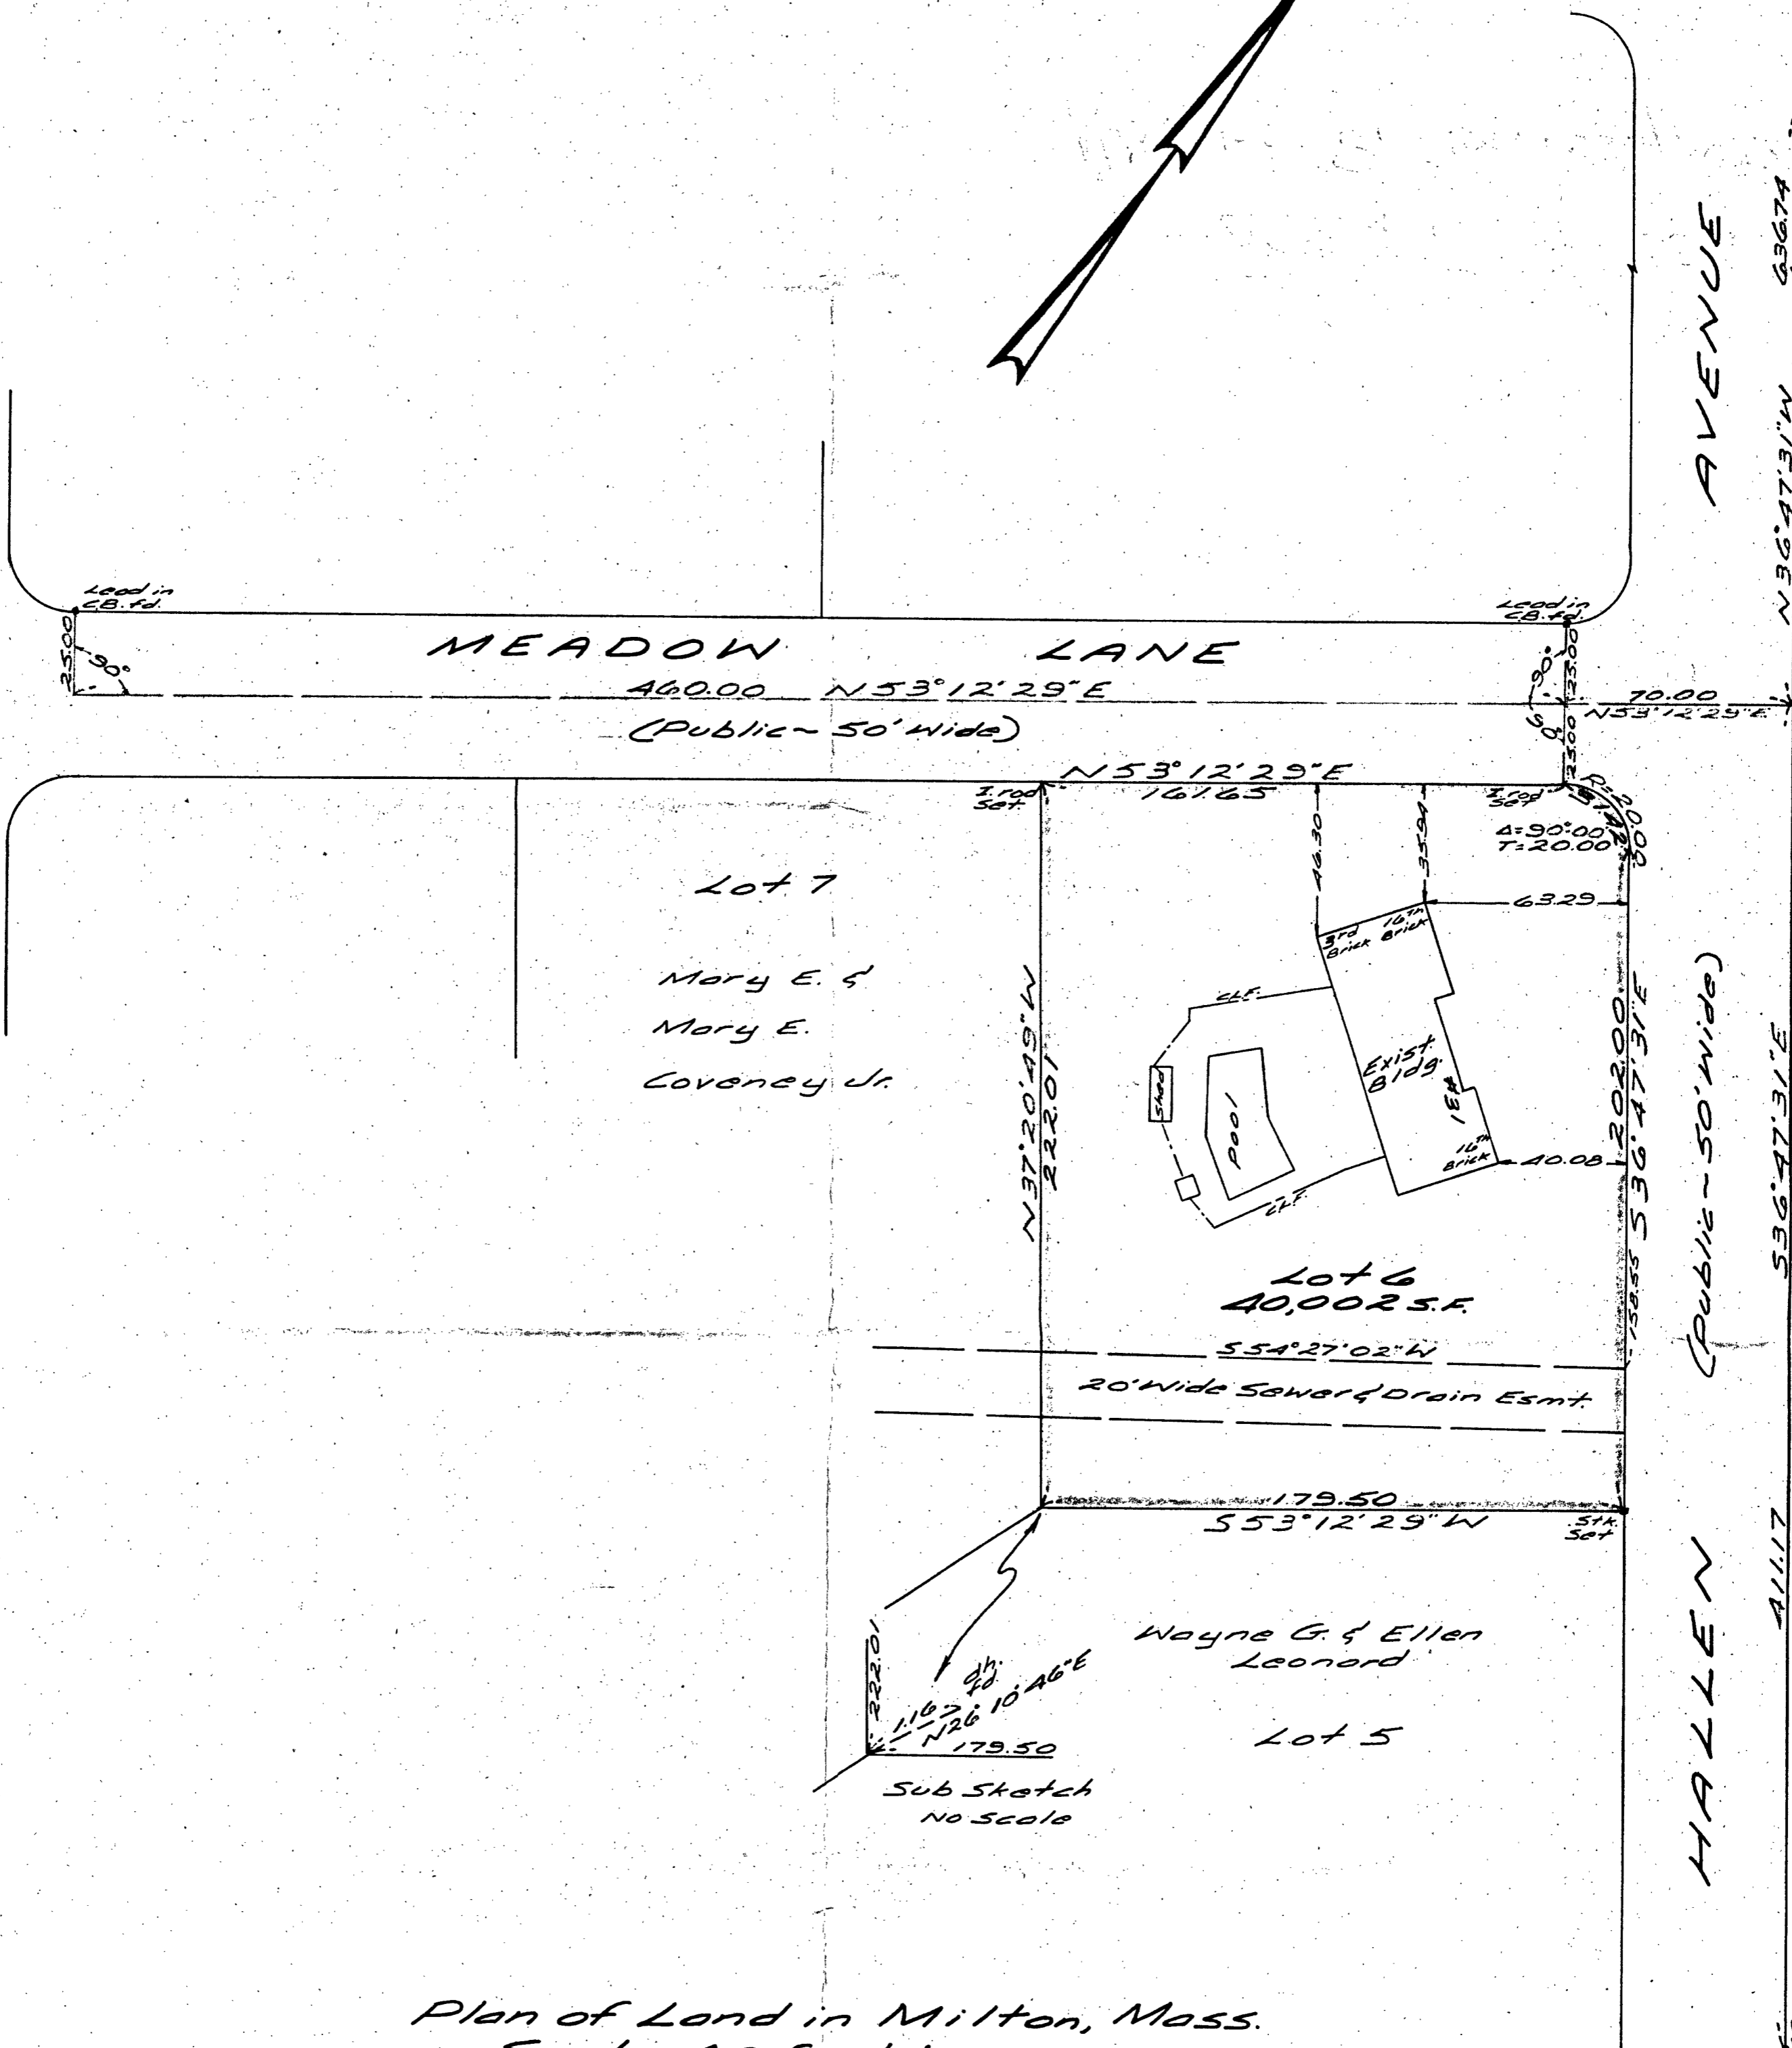 AVENUE
636.74
N36°47'31"W
Lead in
C.B. fd.
Lead in
C.B. fd.
25.00
90°
MEADOW LANE
460.00 N53°12'29"E
(Public ~ 50' Wide)
90°
25.00
90°
25.00
70.00
N53°12'29"E
N53°12'29"E
161.65
I. rod
Set
I. rod
Set
R=20.00
31.42
Δ=90°00'
T=20.00
46.30
35.94
63.29
3rd
Brick
16th
Brick
Lot 7
Mary E. &
Mary E.
Coveney Jr.
N37°20'49"W
222.01
C.L.F.
Shed
Pool
C.L.F.
Exist.
Bldg.
#31
16th
Brick
40.08
202.00
S36°47'31"E
158.55
(Public ~ 50' Wide)
S36°47'31"E
Lot 6
40,002 S.F.
S54°27'02"W
20' Wide Sewer & Drain Esmt.
179.50
S53°12'29"W
Stk.
Set
411.17
HALLEN
222.01
d.h.
fd.
1.16
N26°10'46"E
179.50
Sub Sketch
No Scale
Wayne G. & Ellen
Leonard
Lot 5
Plan of Land in Milton, Mass.